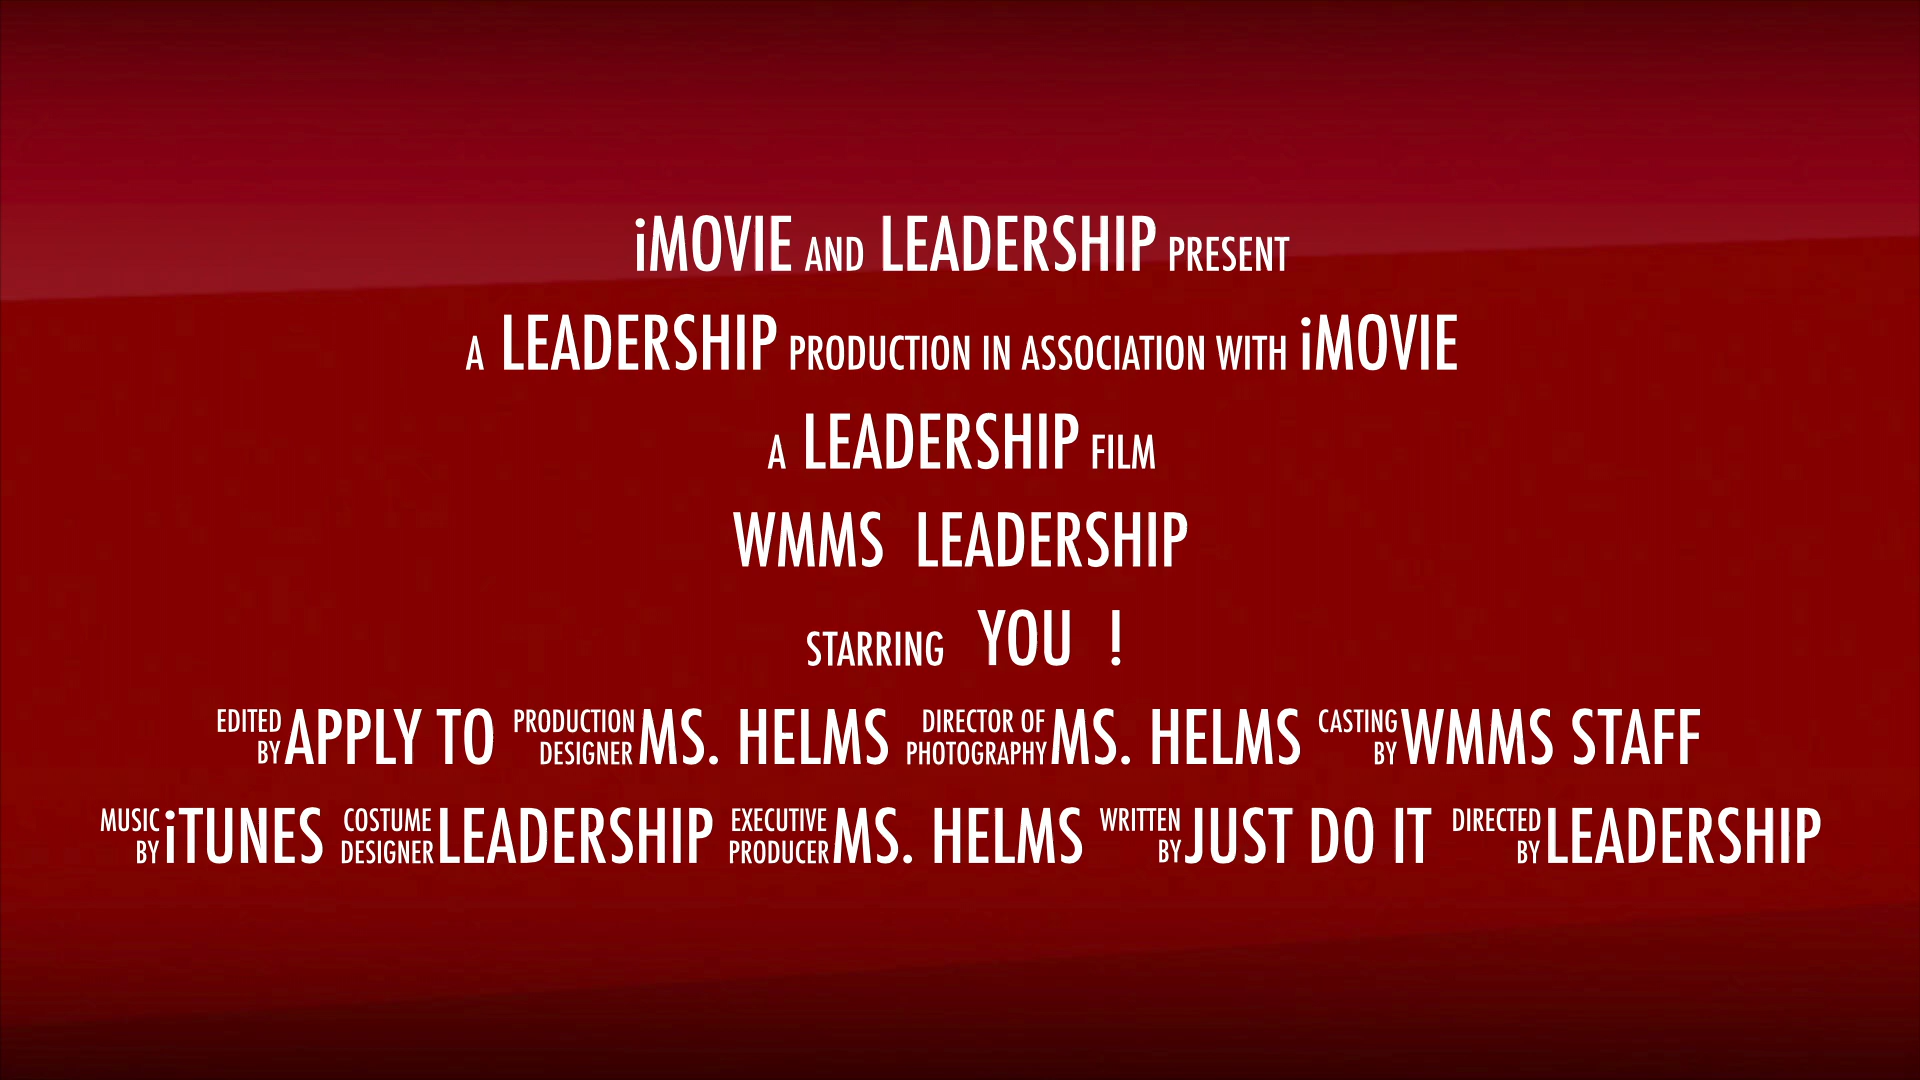 iMOVIE AND LEADERSHIP PRESENT
A LEADERSHIP PRODUCTION IN ASSOCIATION WITH iMOVIE
A LEADERSHIP FILM
WMMS LEADERSHIP
STARRING YOU !
EDITED BY APPLY TO PRODUCTION DESIGNER MS. HELMS DIRECTOR OF PHOTOGRAPHY MS. HELMS CASTING BY WMMS STAFF
MUSIC BY iTUNES COSTUME DESIGNER LEADERSHIP EXECUTIVE PRODUCER MS. HELMS WRITTEN BY JUST DO IT DIRECTED BY LEADERSHIP